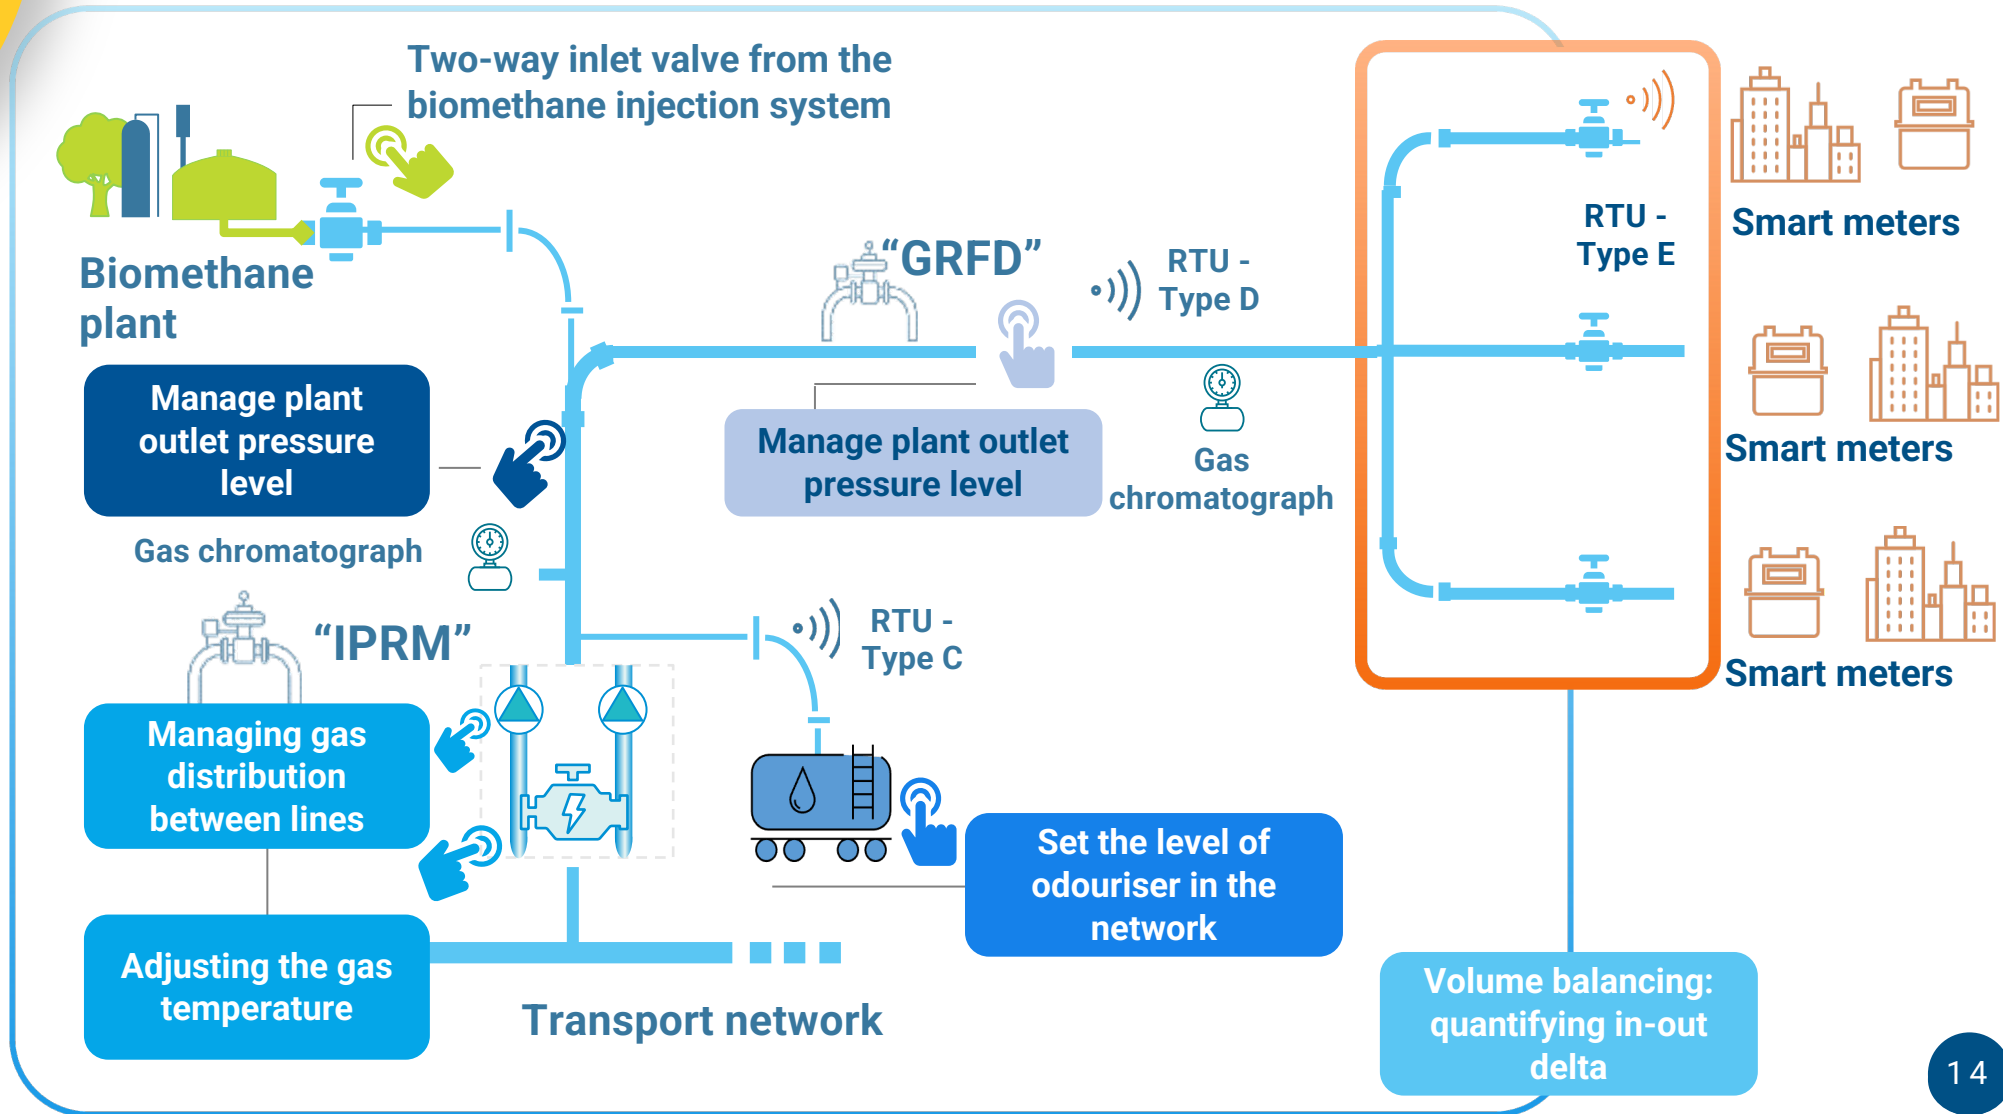 Two-way inlet valve from the
biomethane injection system
Biomethane
plant
Manage plant
outlet pressure
level
Gas chromatograph
"IPRM"
Managing gas
distribution
between lines
Adjusting the gas
temperature
Transport network
RTU -
Type C
Set the level of
odouriser in the
network
“GRFD”
RTU -
Type D
Manage plant outlet
pressure level
Gas
chromatograph
RTU -
Type E
Smart meters
Smart meters
Smart meters
Volume balancing:
quantifying in-out
delta
14